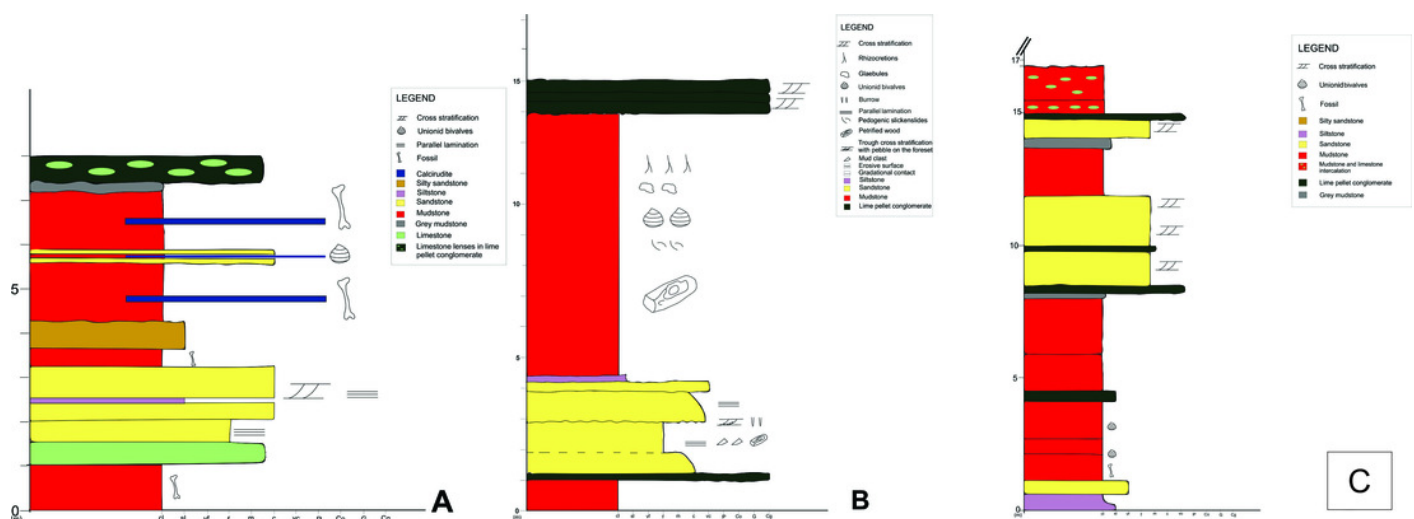 LEGEND
Cross stratification
Unionid bivalves
Parallel lamination
Fossil
Calcirudite
Silty sandstone
Siltstone
Sandstone
Mudstone
Grey mudstone
Limestone
Limestone lenses in lime
pellet conglomerate
5
0
A
LEGEND
Cross stratification
Rhizocretions
Glaebules
Unionid bivalves
Burrow
Parallel lamination
Pedogenic slickenslides
Petrified wood
Trough cross stratification
with pebble on the foreset
Mud clast
Erosive surface
Gradational contact
Siltstone
Sandstone
Mudstone
Lime pellet conglomerate
15
10
5
0
B
LEGEND
Cross stratification
Unionid bivalves
Fossil
Silty sandstone
Siltstone
Sandstone
Mudstone
Mudstone and limestone
intercalation
Lime pellet conglomerate
Grey mudstone
17
15
10
5
0
C